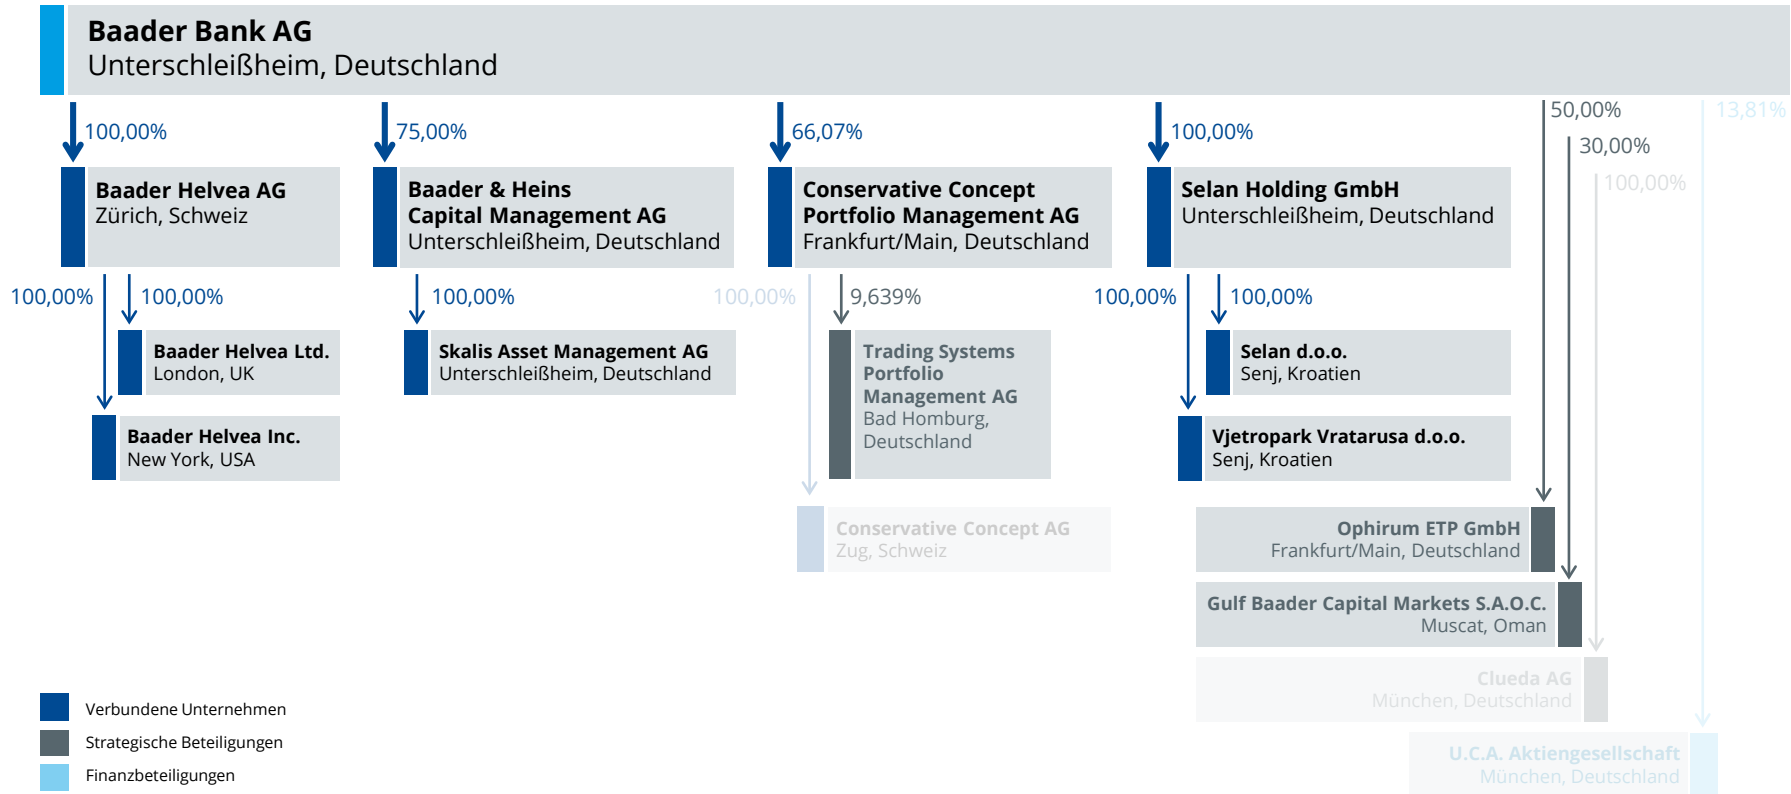 Baader Bank AG
Unterschleißheim, Deutschland
100,00%
75,00%
66,07%
100,00%
50,00%
13,81%
30,00%
100,00%
Baader Helvea AG
Zürich, Schweiz
Baader & Heins
Capital Management AG
Unterschleißheim, Deutschland
Conservative Concept
Portfolio Management AG
Frankfurt/Main, Deutschland
Selan Holding GmbH
Unterschleißheim, Deutschland
100,00%
100,00%
100,00%
100,00%
9,639%
100,00%
100,00%
Baader Helvea Ltd.
London, UK
Skalis Asset Management AG
Unterschleißheim, Deutschland
Trading Systems
Portfolio
Management AG
Bad Homburg,
Deutschland
Selan d.o.o.
Senj, Kroatien
Baader Helvea Inc.
New York, USA
Vjetropark Vratarusa d.o.o.
Senj, Kroatien
Conservative Concept AG
Zug, Schweiz
Ophirum ETP GmbH
Frankfurt/Main, Deutschland
Gulf Baader Capital Markets S.A.O.C.
Muscat, Oman
Clueda AG
München, Deutschland
U.C.A. Aktiengesellschaft
München, Deutschland
Verbundene Unternehmen
Strategische Beteiligungen
Finanzbeteiligungen